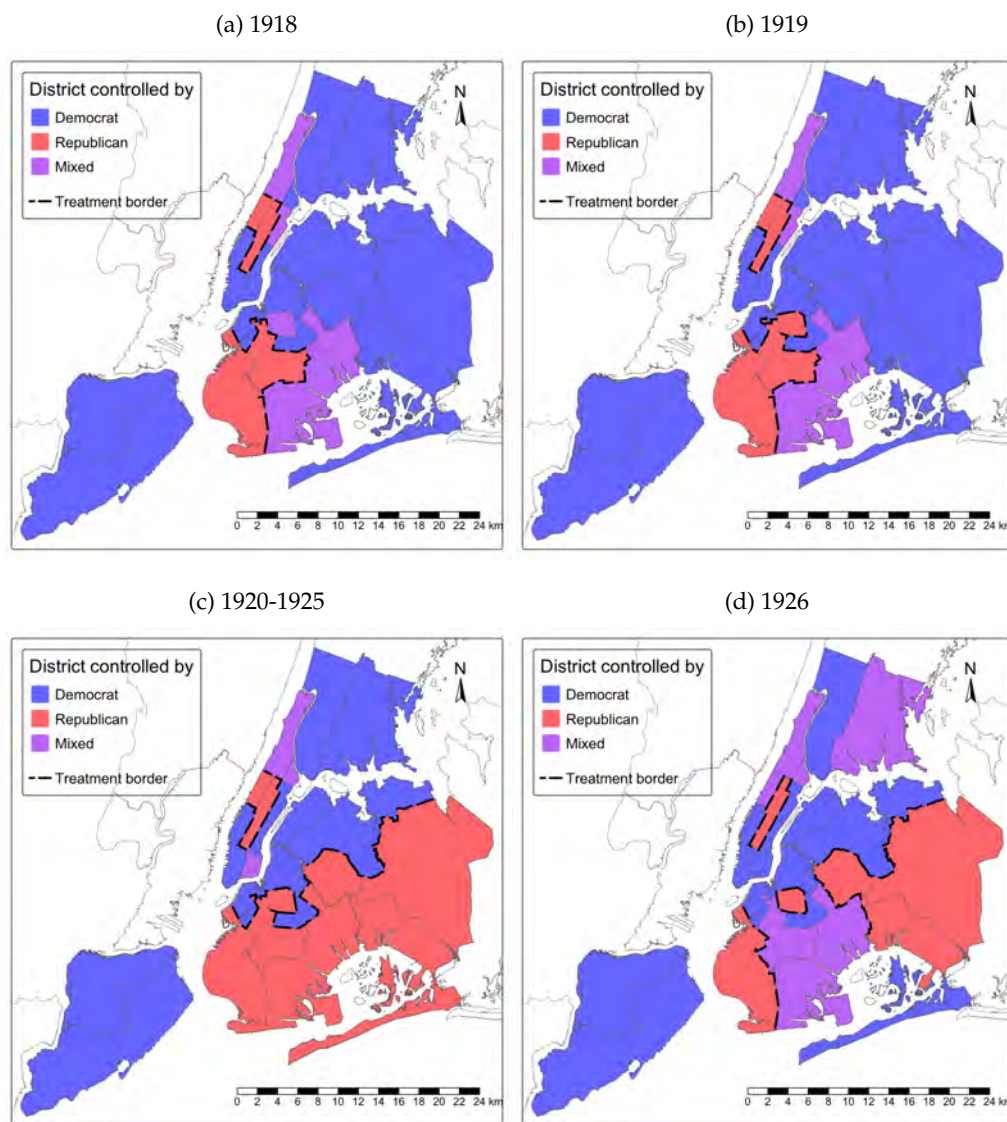 (a) 1918
District controlled by
Democrat
Republican
Mixed
Treatment border
N
0 2 4 6 8 10 12 14 16 18 20 22 24 km
(b) 1919
District controlled by
Democrat
Republican
Mixed
Treatment border
N
0 2 4 6 8 10 12 14 16 18 20 22 24 km
(c) 1920-1925
District controlled by
Democrat
Republican
Mixed
Treatment border
N
0 2 4 6 8 10 12 14 16 18 20 22 24 km
(d) 1926
District controlled by
Democrat
Republican
Mixed
Treatment border
N
0 2 4 6 8 10 12 14 16 18 20 22 24 km